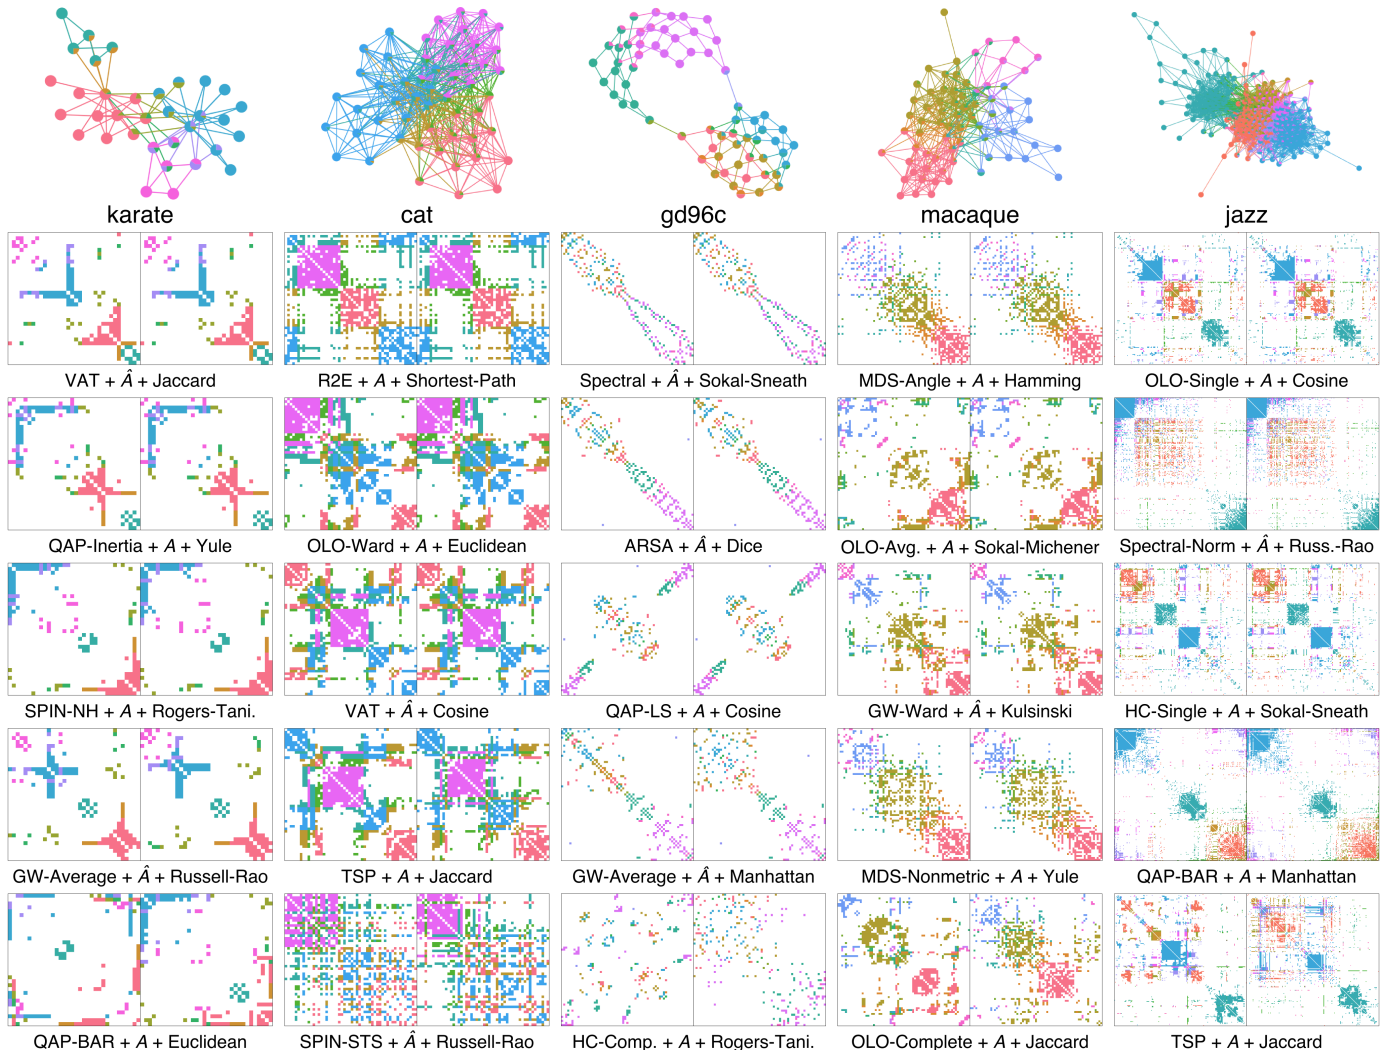 karate cat gd96c macaque jazz
VAT + Â + Jaccard R2E + A + Shortest-Path Spectral + Â + Sokal-Sneath MDS-Angle + A + Hamming OLO-Single + A + Cosine
QAP-Inertia + A + Yule OLO-Ward + A + Euclidean ARSA + Â + Dice OLO-Avg. + A + Sokal-Michener Spectral-Norm + Â + Russ.-Rao
SPIN-NH + A + Rogers-Tani. VAT + Â + Cosine QAP-LS + A + Cosine GW-Ward + Â + Kulsinski HC-Single + A + Sokal-Sneath
GW-Average + Â + Russell-Rao TSP + A + Jaccard GW-Average + Â + Manhattan MDS-Nonmetric + A + Yule QAP-BAR + A + Manhattan
QAP-BAR + A + Euclidean SPIN-STS + Â + Russell-Rao HC-Comp. + A + Rogers-Tani. OLO-Complete + A + Jaccard TSP + A + Jaccard